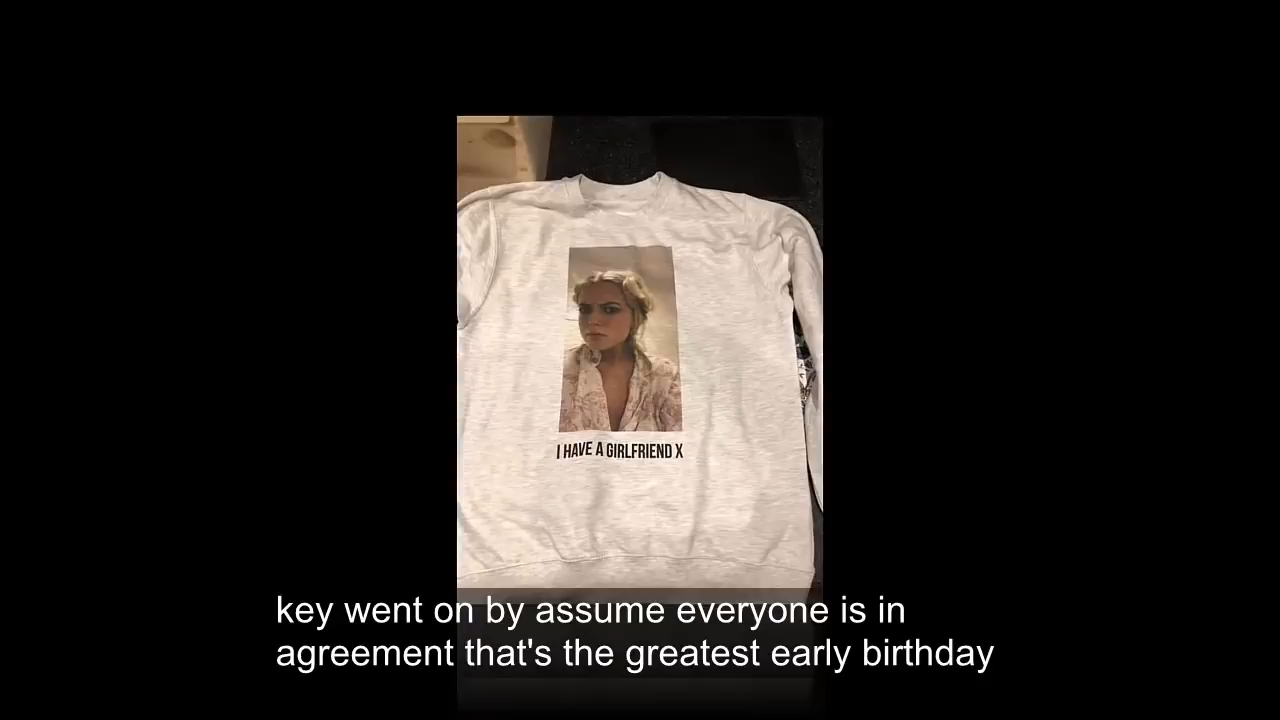 I HAVE A GIRLFRIEND X
key went on by assume everyone is in
agreement that's the greatest early birthday